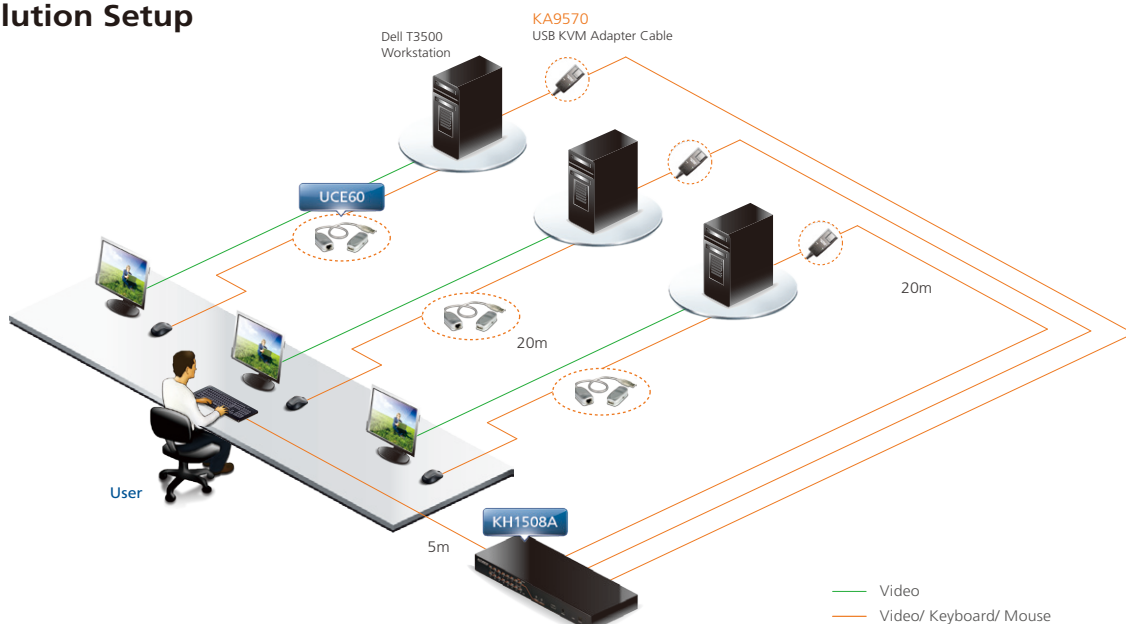 lution Setup
KA9570
USB KVM Adapter Cable
Dell T3500
Workstation
UCE60
20m
20m
User
KH1508A
5m
Video
Video/ Keyboard/ Mouse